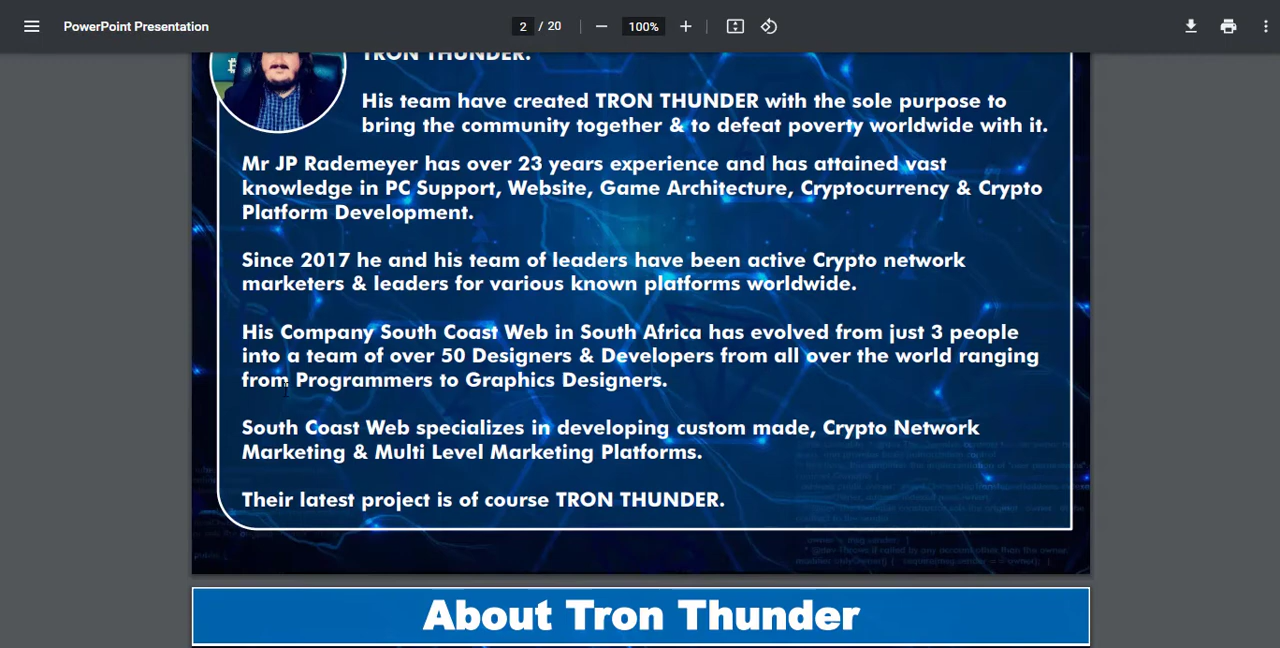 PowerPoint Presentation
2 / 20
100%
TRON THUNDER.
His team have created TRON THUNDER with the sole purpose to
bring the community together & to defeat poverty worldwide with it.
Mr JP Rademeyer has over 23 years experience and has attained vast
knowledge in PC Support, Website, Game Architecture, Cryptocurrency & Crypto
Platform Development.
Since 2017 he and his team of leaders have been active Crypto network
marketers & leaders for various known platforms worldwide.
His Company South Coast Web in South Africa has evolved from just 3 people
into a team of over 50 Designers & Developers from all over the world ranging
from Programmers to Graphics Designers.
South Coast Web specializes in developing custom made, Crypto Network
Marketing & Multi Level Marketing Platforms.
Their latest project is of course TRON THUNDER.
About Tron Thunder